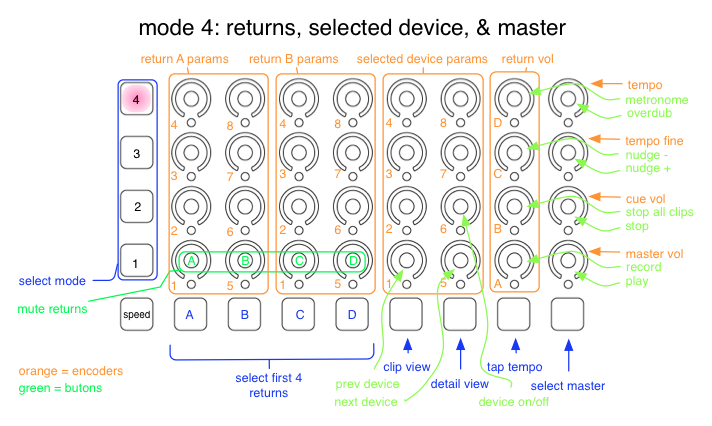 mode 4: returns, selected device, & master
return A params
return B params
selected device params
return vol
4
4
8
4
8
4
8
D
tempo
metronome
overdub
3
3
7
3
7
3
7
C
tempo fine
nudge -
nudge +
2
2
6
2
6
2
6
B
cue vol
stop all clips
stop
1
A
B
C
D
1
5
1
5
1
5
A
master vol
record
play
select mode
mute returns
speed
A
B
C
D
select first 4
returns
clip view
detail view
tap tempo
select master
prev device
next device
device on/off
orange = encoders
green = butons